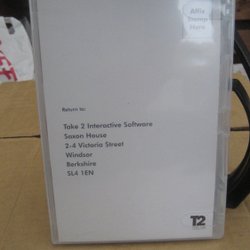 Affix
Stamp
Here
Return to:
Take 2 Interactive Software
Saxon House
2-4 Victoria Street
Windsor
Berkshire
SL4 1EN
T2